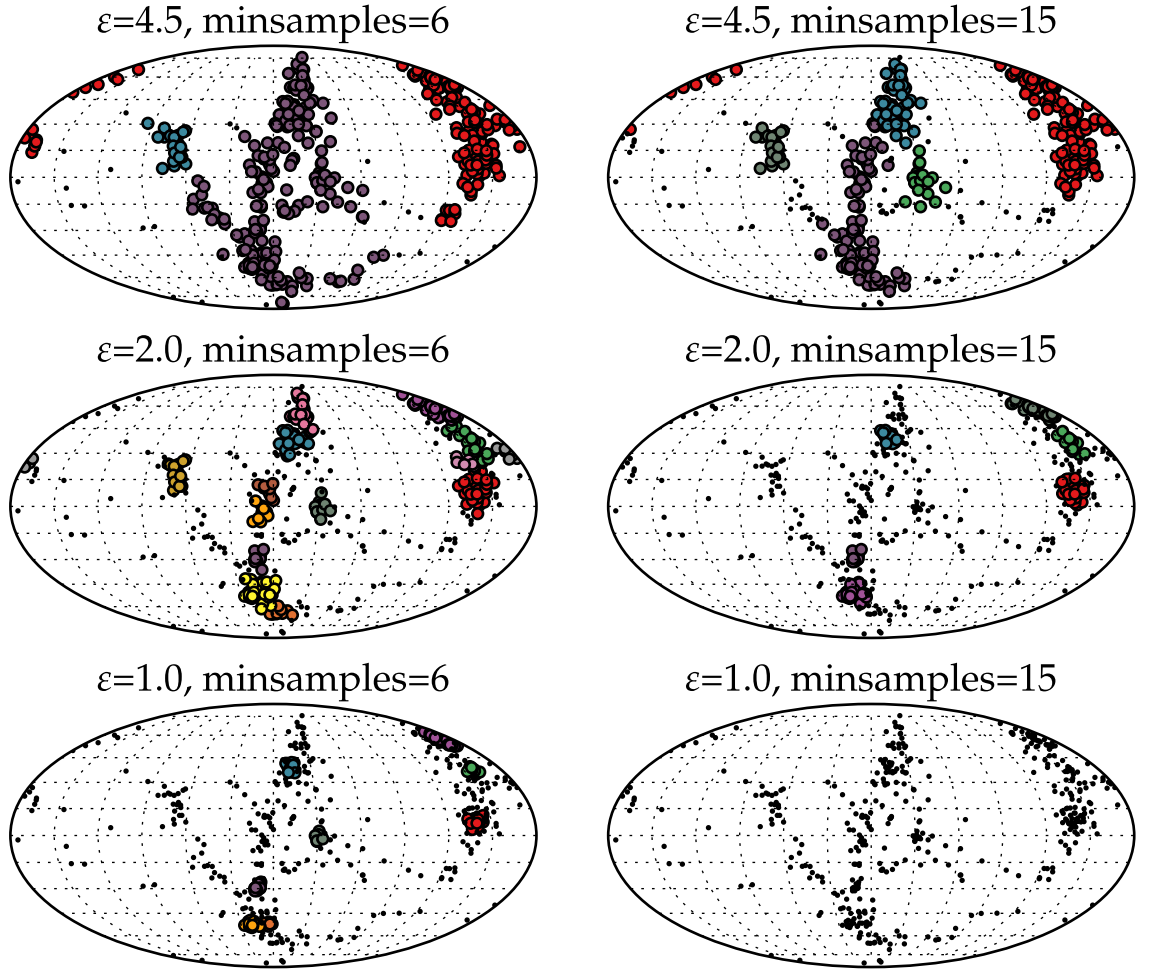 ε=4.5, minsamples=6
ε=4.5, minsamples=15
ε=2.0, minsamples=6
ε=2.0, minsamples=15
ε=1.0, minsamples=6
ε=1.0, minsamples=15